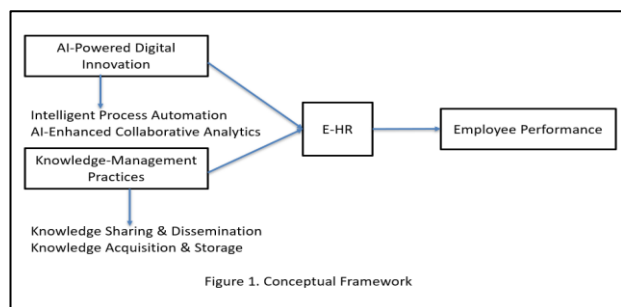 AI-Powered Digital
Innovation
Intelligent Process Automation
AI-Enhanced Collaborative Analytics
E-HR
Employee Performance
Knowledge-Management
Practices
Knowledge Sharing & Dissemination
Knowledge Acquisition & Storage
Figure 1. Conceptual Framework